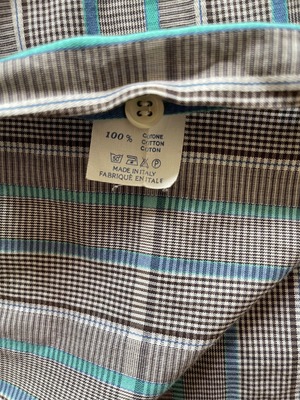 100% COTONE
COTTON
COTON
P
MADE IN ITALY
FABRIQUE EN ITALIE